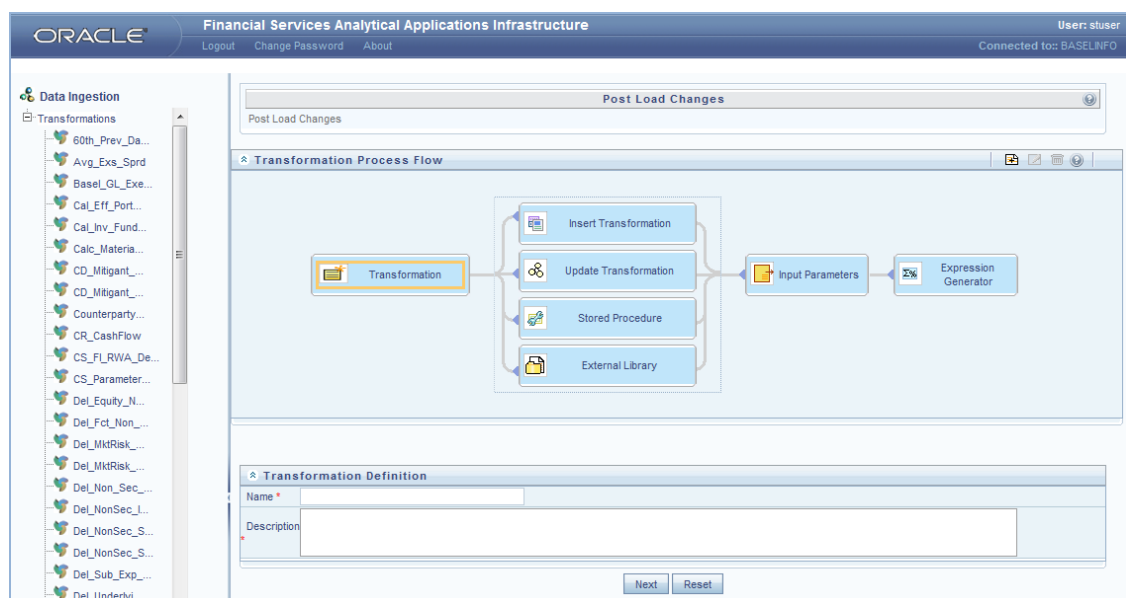 ORACLE
Financial Services Analytical Applications Infrastructure
User: stuser
Logout Change Password About
Connected to:: BASELINFO
Data Ingestion
Transformations
60th_Prev_Da...
Avg_Exs_Sprd
Basel_GL_Exe...
Cal_Eff_Port...
Cal_Inv_Fund...
Calc_Materia...
CD_Mitigant_...
CD_Mitigant_...
Counterparty...
CR_CashFlow
CS_FI_RWA_De...
CS_Parameter...
Del_Equity_N...
Del_Fct_Non_...
Del_MktRisk_...
Del_MktRisk_...
Del_Non_Sec_...
Del_NonSec_I...
Del_NonSec_S...
Del_NonSec_S...
Del_Sub_Exp_...
Del_Underlyi...
Post Load Changes
Post Load Changes
Transformation Process Flow
Transformation
Insert Transformation
Update Transformation
Stored Procedure
External Library
Input Parameters
Σ%
Expression
Generator
Transformation Definition
Name *
Description
*
Next Reset